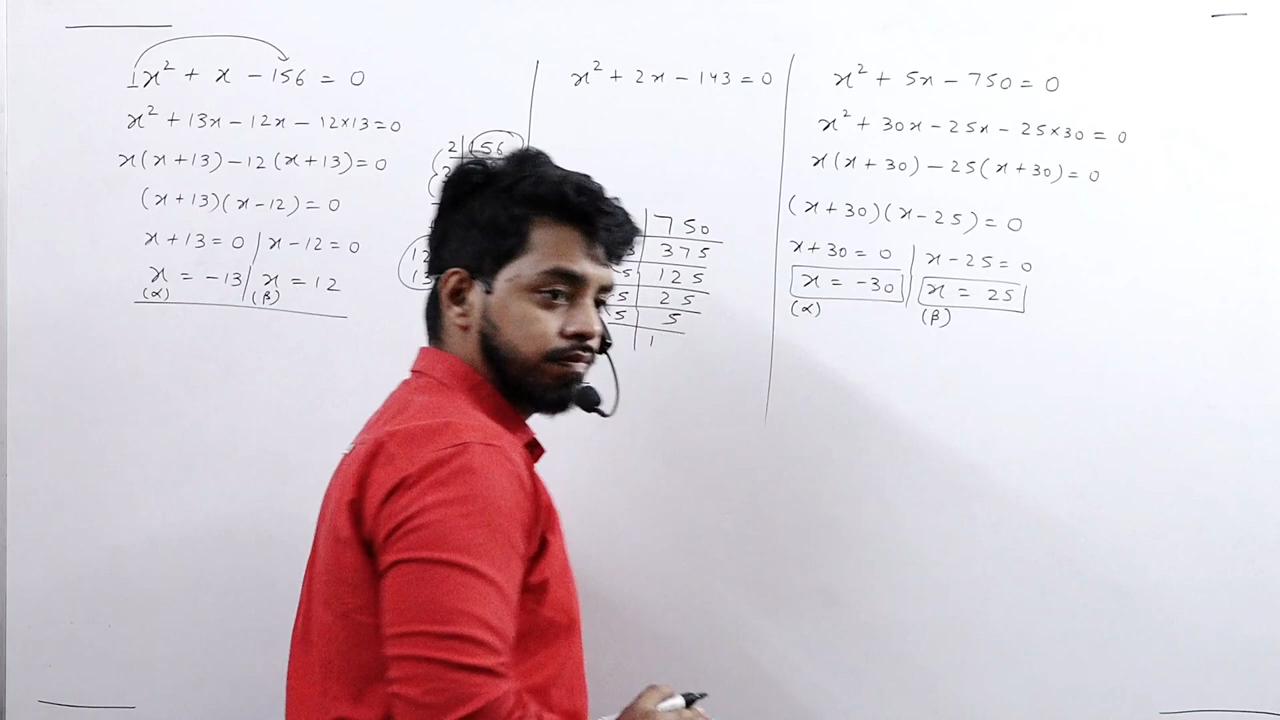 1x² + x - 156 = 0
x² + 13x - 12x - 12×13 = 0
x(x+13) - 12(x+13) = 0
(x+13)(x-12) = 0
x+13 = 0 / x-12 = 0
x = -13 / x = 12
(α) (β)
2 | 156
x² + 2x - 143 = 0
750
375
5 | 125
5 | 25
5 | 5
1
x² + 5x - 750 = 0
x² + 30x - 25x - 25×30 = 0
x(x+30) - 25(x+30) = 0
(x+30)(x-25) = 0
x+30 = 0 / x-25 = 0
x = -30 / x = 25
(α) (β)